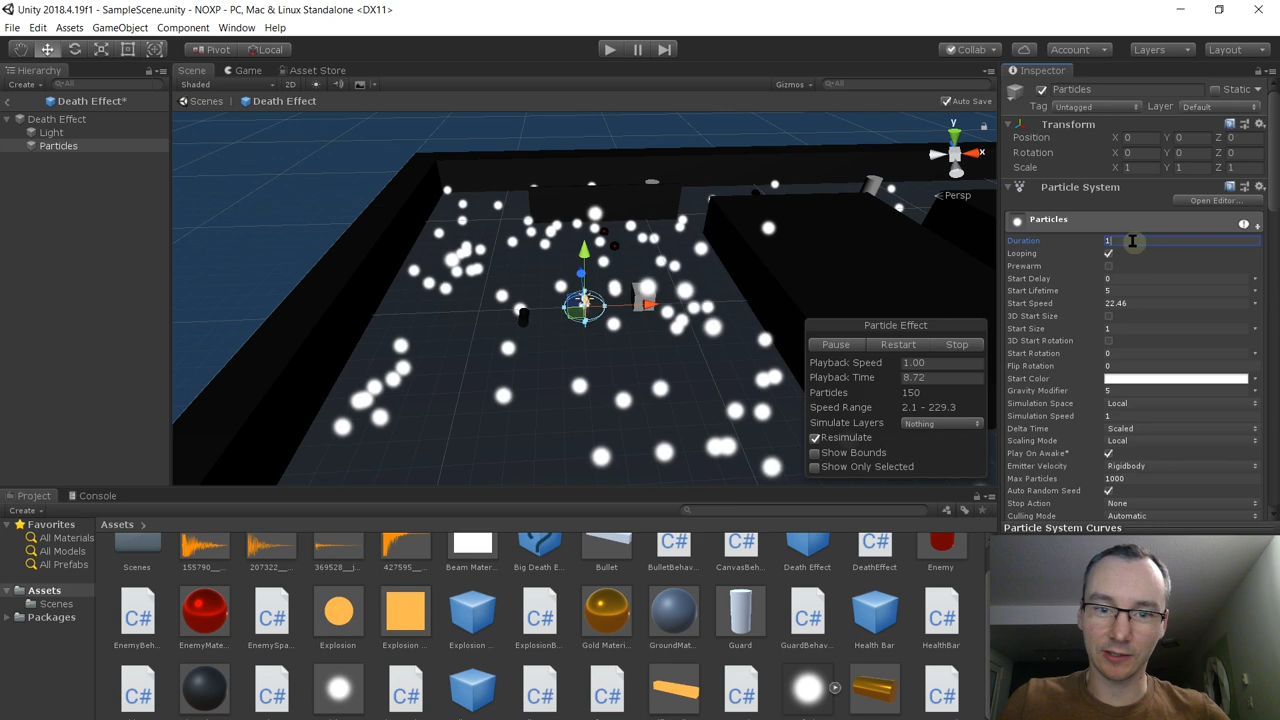 Unity 2018.4.19f1 - SampleScene.unity - NOXP - PC, Mac & Linux Standalone <DX11>
File Edit Assets GameObject Component Window Help
Pivot Local Collab Account Layers Layout
Hierarchy
Create All
Death Effect*
Death Effect
Light
Particles
Scene Game Asset Store
Shaded 2D Gizmos All
Scenes Death Effect Auto Save
y
x
Persp
Particle Effect
Pause Restart Stop
Playback Speed 1.00
Playback Time 8.72
Particles 150
Speed Range 2.1 - 229.3
Simulate Layers Nothing
Resimulate
Show Bounds
Show Only Selected
Inspector
Particles Static
Tag Untagged Layer Default
Transform
Position X 0 Y 0 Z 0
Rotation X 0 Y 0 Z 0
Scale X 1 Y 1 Z 1
Particle System
Open Editor...
Particles
Duration 1
Looping
Prewarm
Start Delay 0
Start Lifetime 5
Start Speed 22.46
3D Start Size
Start Size 1
3D Start Rotation
Start Rotation 0
Flip Rotation 0
Start Color
Gravity Modifier 5
Simulation Space Local
Simulation Speed 1
Delta Time Scaled
Scaling Mode Local
Play On Awake*
Emitter Velocity Rigidbody
Max Particles 1000
Auto Random Seed
Stop Action None
Culling Mode Automatic
Particle System Curves
Project Console
Create
Favorites
All Materials
All Models
All Prefabs
Assets
Scenes
Packages
Assets
Scenes 155790__ 207322__ 369528__j 427595__ Beam Mater... Big Death E... Bullet BulletBehav... CanvasBeh... Death Effect DeathEffect Enemy
EnemyBeh... EnemyMate... EnemySpa... Explosion Explosion Explosion ... ExplosionB... Gold Materi... GroundMat... Guard GuardBehav... Health Bar HealthBar